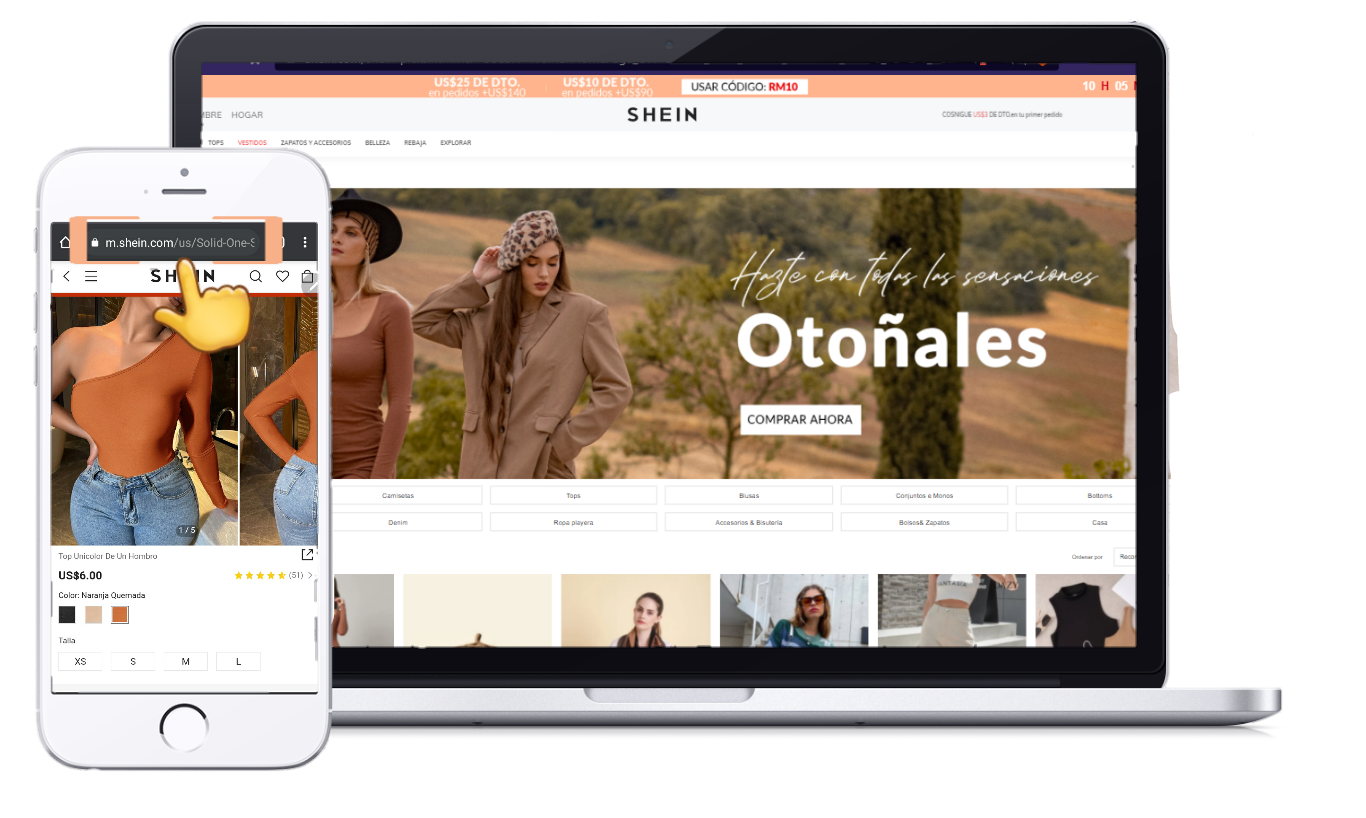 US$25 DE DTO.
en pedidos +US$140
US$10 DE DTO.
en pedidos +US$90
USAR CÓDIGO: RM10
10 H 05
MBRE HOGAR
SHEIN
COSNIGUE US$3 DE DTO.en tu primer pedido
TOPS VESTIDOS ZAPATOS Y ACCESORIOS BELLEZA REBAJA EXPLORAR
Hazte con todas las sensaciones
Otoñales
COMPRAR AHORA
Camisetas Tops Blusas Conjuntos e Monos Bottoms
Denim Ropa playera Accesorios & Bisutería Bolsos& Zapatos Casa
Ordenar por Reco
m.shein.com/us/Solid-One-S
SHEIN
1 / 5
Top Unicolor De Un Hombro
US$6.00
(51)
Color: Naranja Quemada
Talla
XS S M L